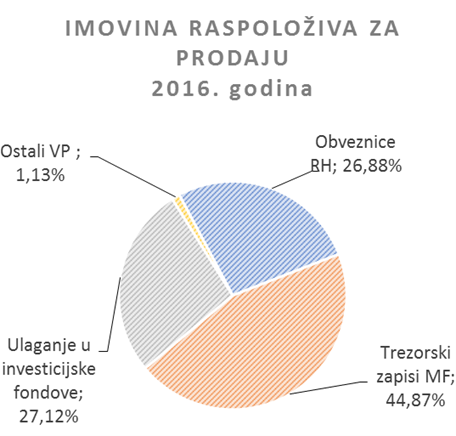 IMOVINA RASPOLOŽIVA ZA
PRODAJU
2016. godina
Ostali VP ;
1,13%
Obveznice
RH; 26,88%
Ulaganje u
investicijske
fondove;
27,12%
Trezorski
zapisi MF;
44,87%